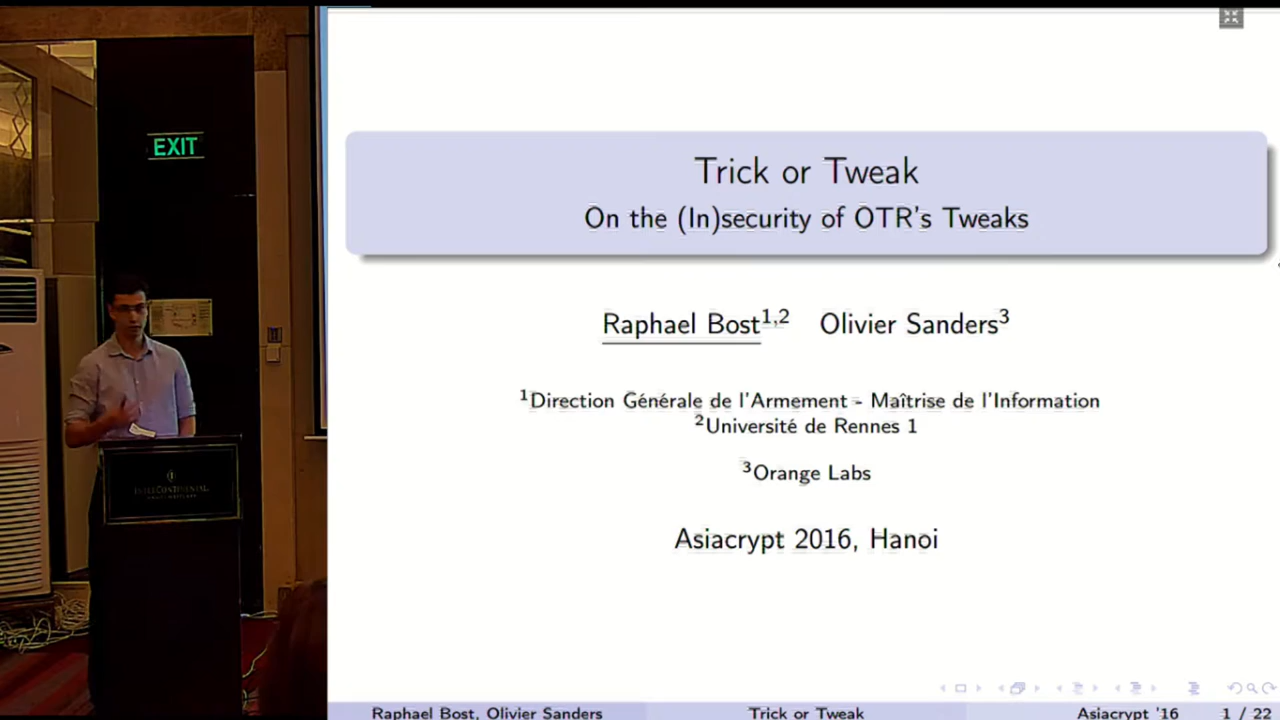 EXIT
INTERCONTINENTAL
Trick or Tweak
On the (In)security of OTR's Tweaks
Raphael Bost1,2 Olivier Sanders3
1Direction Générale de l'Armement - Maîtrise de l'Information
2Université de Rennes 1
3Orange Labs
Asiacrypt 2016, Hanoi
Raphael Bost, Olivier Sanders Trick or Tweak Asiacrypt '16 1 / 22